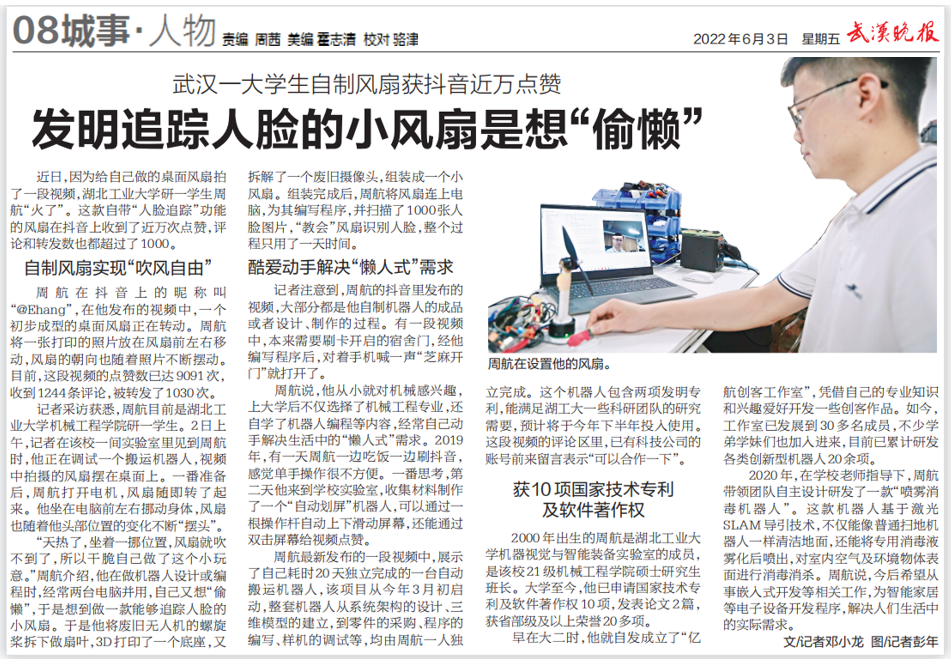 08城事·人物 责编 周茜 美编 霍志清 校对 骆津
2022年6月3日 星期五 武汉晚报
武汉一大学生自制风扇获抖音近万点赞
发明追踪人脸的小风扇是想“偷懒”
近日,因为给自己做的桌面风扇拍
了一段视频,湖北工业大学研一学生周
航“火了”。这款自带“人脸追踪”功能
的风扇在抖音上收到了近万次点赞,评
论和转发数也都超过了1000。
自制风扇实现“吹风自由”
周航在抖音上的昵称叫
“@Ehang”,在他发布的视频中,一个
初步成型的桌面风扇正在转动。周航
将一张打印的照片放在风扇前左右移
动,风扇的朝向也随着照片不断摆动。
目前,这段视频的点赞数已达9091次,
收到1244条评论,被转发了1030次。
记者采访获悉,周航目前是湖北工
业大学机械工程学院研一学生。2日上
午,记者在该校一间实验室里见到周航
时,他正在调试一个搬运机器人,视频
中拍摄的风扇摆在桌面上。一番准备
后,周航打开电机,风扇随即转了起
来。他坐在电脑前左右挪动身体,风扇
也随着他头部位置的变化不断“摆头”。
“天热了,坐着一挪位置,风扇就吹
不到了,所以干脆自己做了这个小玩
意。”周航介绍,他在做机器人设计或编
程时,经常两台电脑并用,自己又想“偷
懒”,于是想到做一款能够追踪人脸的
小风扇。于是他将废旧无人机的螺旋
桨拆下做扇叶,3D打印了一个底座,又
拆解了一个废旧摄像头,组装成一个小
风扇。组装完成后,周航将风扇连上电
脑,为其编写程序,并扫描了1000张人
脸图片,“教会”风扇识别人脸,整个过
程只用了一天时间。
酷爱动手解决“懒人式”需求
记者注意到,周航的抖音里发布的
视频,大部分都是他自制机器人的成品
或者设计、制作的过程。有一段视频
中,本来需要刷卡开启的宿舍门,经他
编写程序后,对着手机喊一声“芝麻开
门”就打开了。
周航说,他从小就对机械感兴趣,
上大学后不仅选择了机械工程专业,还
自学了机器人编程等内容,经常自己动
手解决生活中的“懒人式”需求。2019
年,有一天周航一边吃饭一边刷抖音,
感觉单手操作很不方便。一番思考,第
二天他来到学校实验室,收集材料制作
了一个“自动划屏”机器人,可以通过一
根操作杆自动上下滑动屏幕,还能通过
双击屏幕给视频点赞。
周航最新发布的一段视频中,展示
了自己耗时20天独立完成的一台自动
搬运机器人,该项目从今年3月初启
动,整套机器人从系统架构的设计、三
维模型的建立,到零件的采购、程序的
编写、样机的调试等,均由周航一人独
周航在设置他的风扇。
立完成。这个机器人包含两项发明专
利,能满足湖工大一些科研团队的研究
需要,预计将于今年下半年投入使用。
这段视频的评论区里,已有科技公司的
账号前来留言表示“可以合作一下”。
获10项国家技术专利
及软件著作权
2000年出生的周航是湖北工业大
学机器视觉与智能装备实验室的成员,
是该校21级机械工程学院硕士研究生
班长。大学至今,他已申请国家技术专
利及软件著作权10项,发表论文2篇,
获省部级及以上荣誉20多项。
早在大二时,他就自发成立了“亿
航创客工作室”,凭借自己的专业知识
和兴趣爱好开发一些创客作品。如今,
工作室已发展到30多名成员,不少学
弟学妹们也加入进来,目前已累计研发
各类创新型机器人20余项。
2020年,在学校老师指导下,周航
带领团队自主设计研发了一款“喷雾消
毒机器人”。这款机器人基于激光
SLAM导引技术,不仅能像普通扫地机
器人一样清洁地面,还能将专用消毒液
雾化后喷出,对室内空气及环境物体表
面进行消毒消杀。周航说,今后希望从
事嵌入式开发等相关工作,为智能家居
等电子设备开发程序,解决人们生活中
的实际需求。
文/记者邓小龙 图/记者彭年